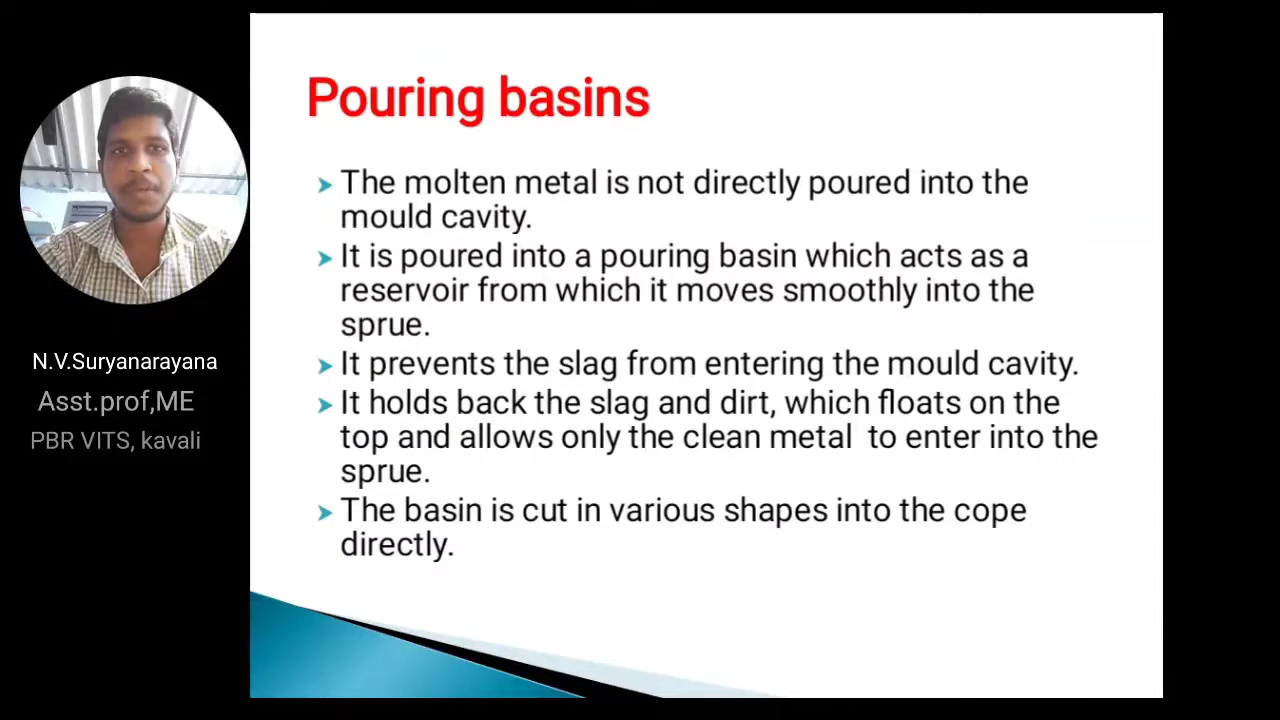 Pouring basins
The molten metal is not directly poured into the
mould cavity.
It is poured into a pouring basin which acts as a
reservoir from which it moves smoothly into the
sprue.
It prevents the slag from entering the mould cavity.
It holds back the slag and dirt, which floats on the
top and allows only the clean metal to enter into the
sprue.
The basin is cut in various shapes into the cope
directly.
N.V.Suryanarayana
Asst.prof,ME
PBR VITS, kavali